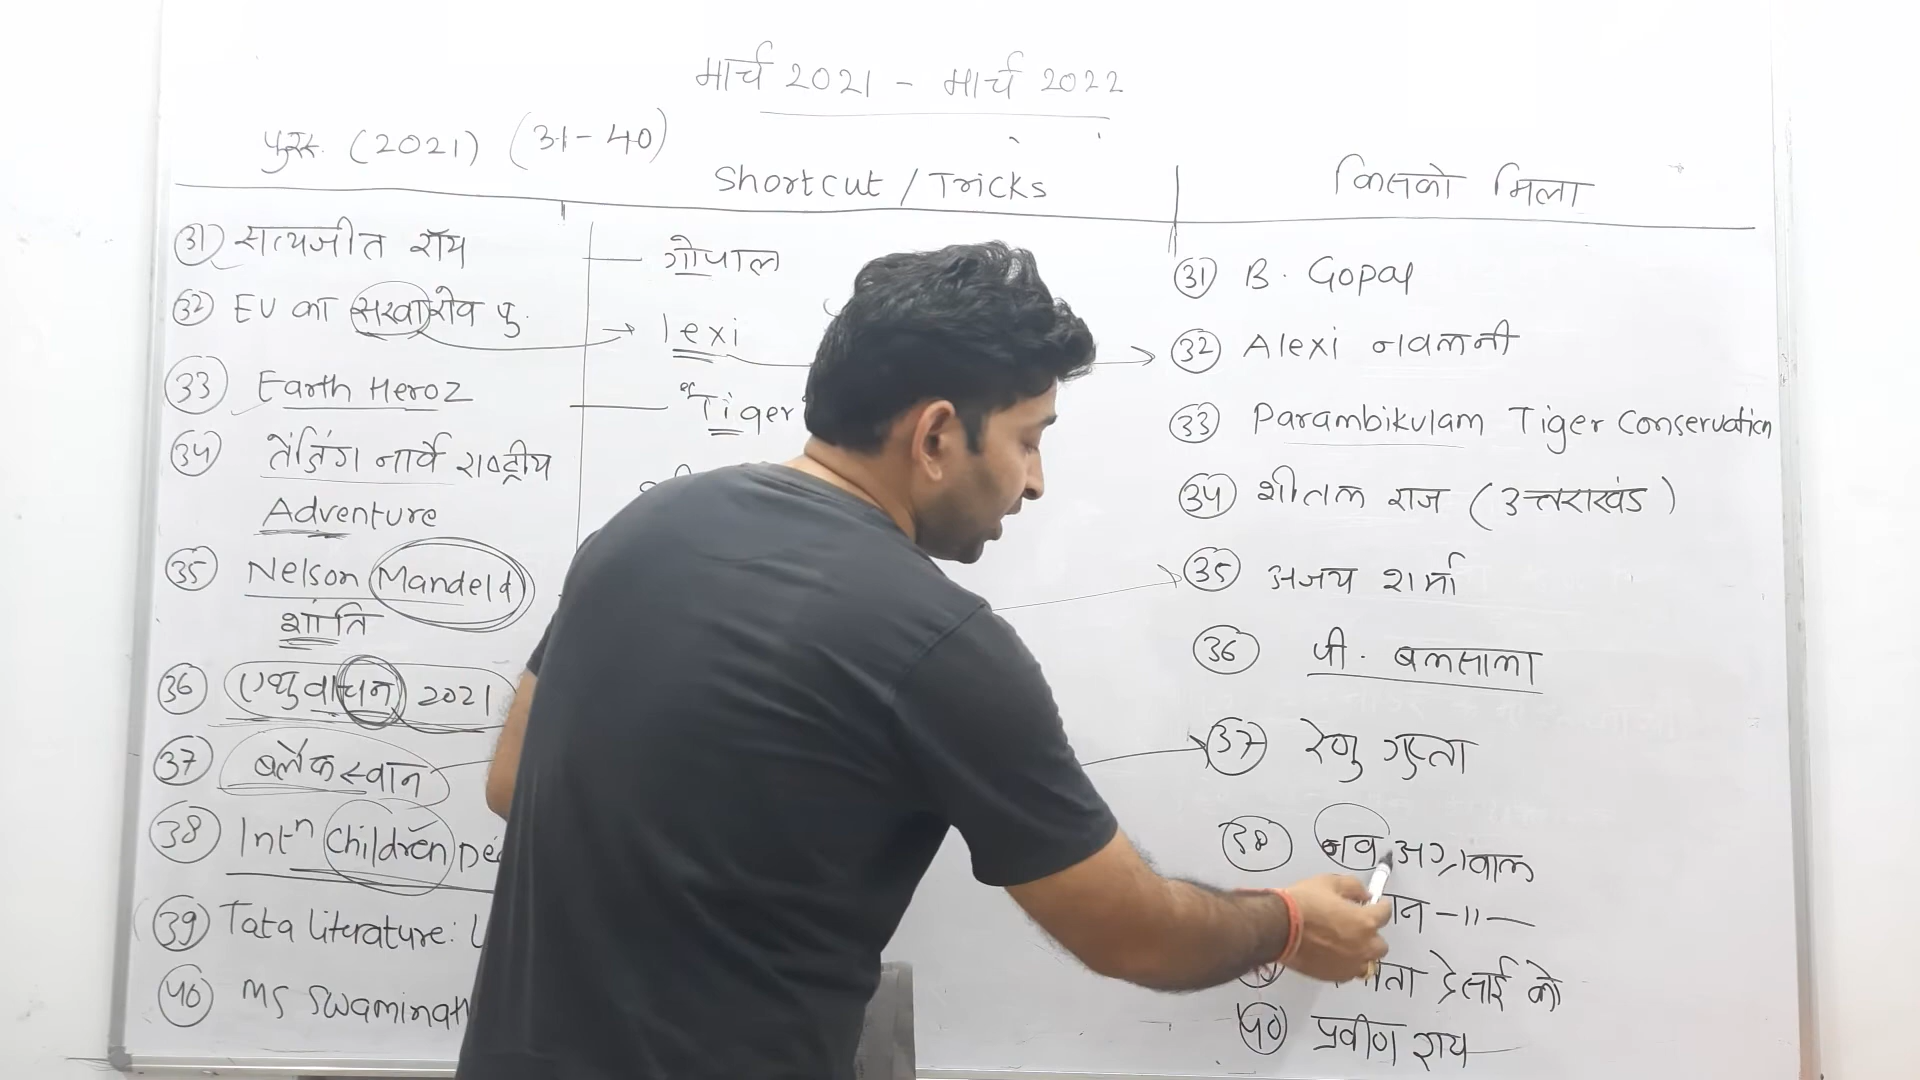 मार्च 2021 - मार्च 2022
पुरस्. (2021) (31-40)
Shortcut / Tricks
किसको मिला
31 सत्यजीत रॉय
गोपाल
31 B. Gopal
32 EU का सखारोव पु.
lexi
32 Alexi नावलनी
33 Earth Heroz
"Tiger
33 Parambikulam Tiger Conservation
34 तेंजिंग नार्वे राष्ट्रीय
Adventure
34 शीतल राज (उत्तराखंड)
35 Nelson Mandela
शांति
35 अजय शर्मा
36 एथुवाचन 2021
36 पी. बलसाला
37 ब्लैक स्वान
37 रेणु गुप्ता
38 Intⁿ Children
38 नव अग्रवाल
-॥-
39 Tata literature: L
देसाई को
40 MS Swaminath
40 प्रवीण राय